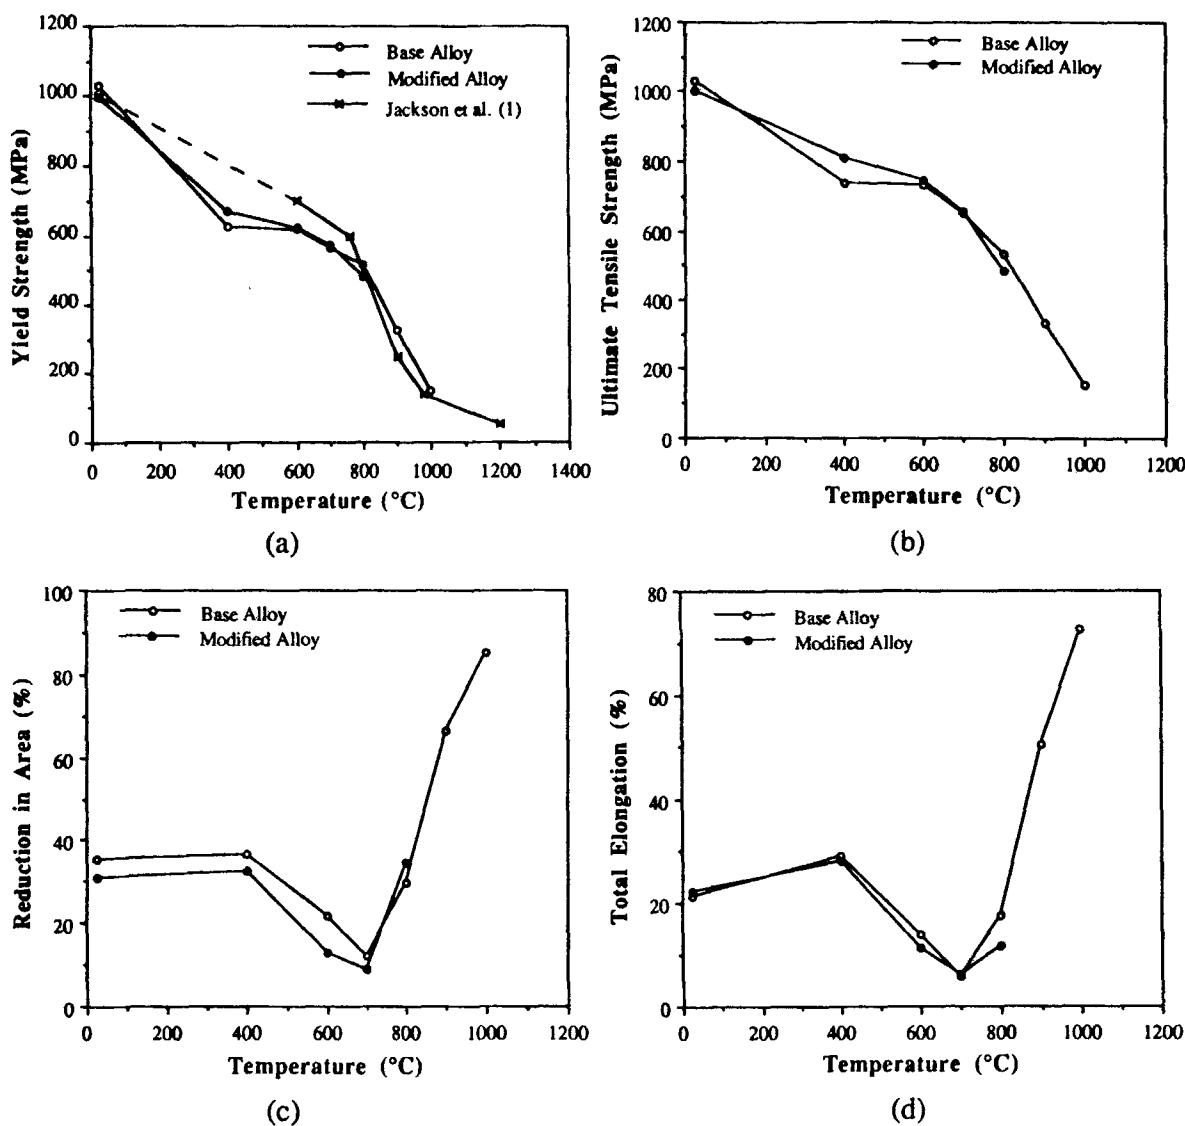 1200
1000
800
600
400
200
0
Yield Strength (MPa)
Base Alloy
Modified Alloy
Jackson et al. (1)
0 200 400 600 800 1000 1200 1400
Temperature (°C)
(a)
1200
1000
800
600
400
200
0
Ultimate Tensile Strength (MPa)
Base Alloy
Modified Alloy
0 200 400 600 800 1000 1200
Temperature (°C)
(b)
100
80
60
40
20
0
Reduction in Area (%)
Base Alloy
Modified Alloy
0 200 400 600 800 1000 1200
Temperature (°C)
(c)
80
60
40
20
0
Total Elongation (%)
Base Alloy
Modified Alloy
0 200 400 600 800 1000 1200
Temperature (°C)
(d)